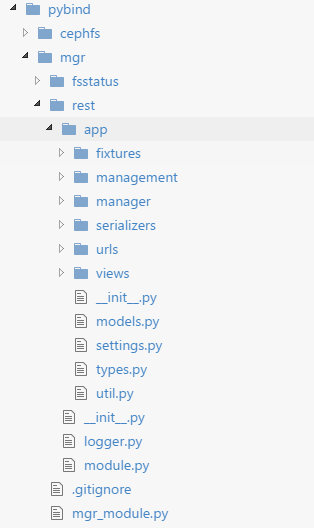 pybind
cephfs
mgr
fsstatus
rest
app
fixtures
management
manager
serializers
urls
views
__init__.py
models.py
settings.py
types.py
util.py
__init__.py
logger.py
module.py
.gitignore
mgr_module.py